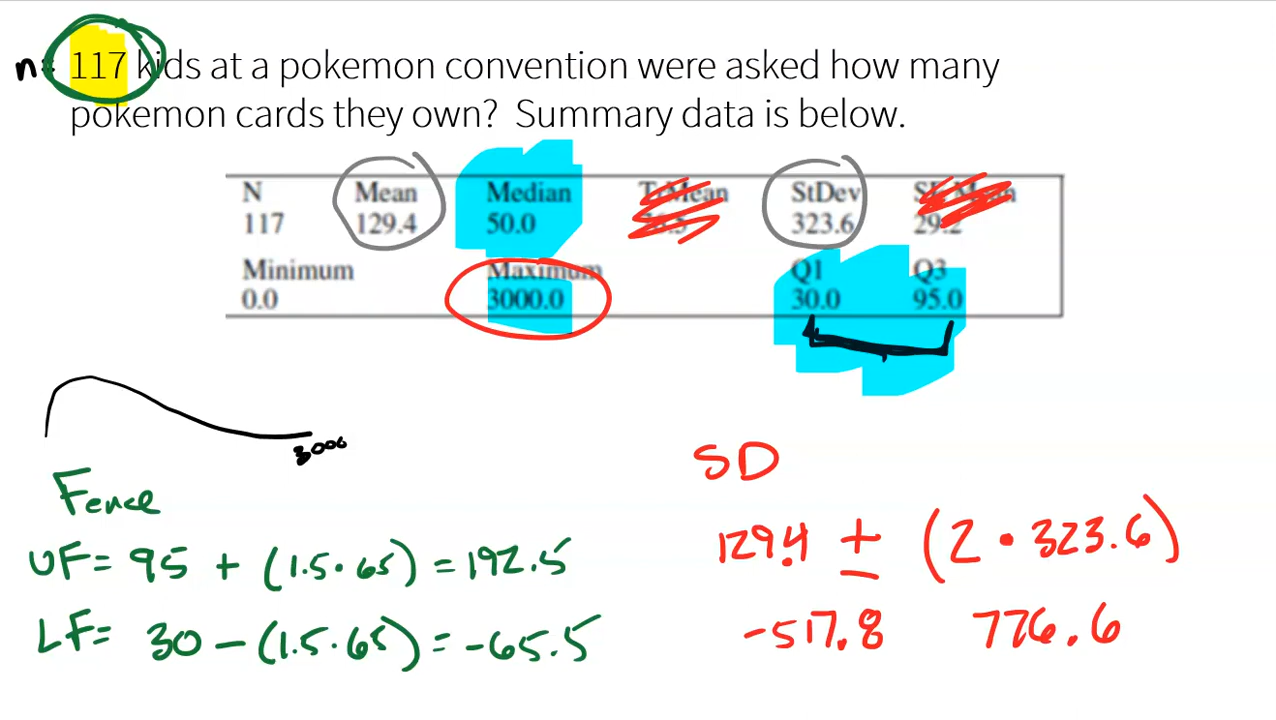 n= 117 kids at a pokemon convention were asked how many
pokemon cards they own? Summary data is below.
N Mean Median StDev
117 129.4 50.0 323.6 29.2
Minimum Maximum Q1 Q3
0.0 3000.0 30.0 95.0
3000
Fence
UF= 95 + (1.5•65) = 192.5
LF= 30 - (1.5•65) = -65.5
SD
129.4 ± (2 • 323.6)
-517.8 776.6